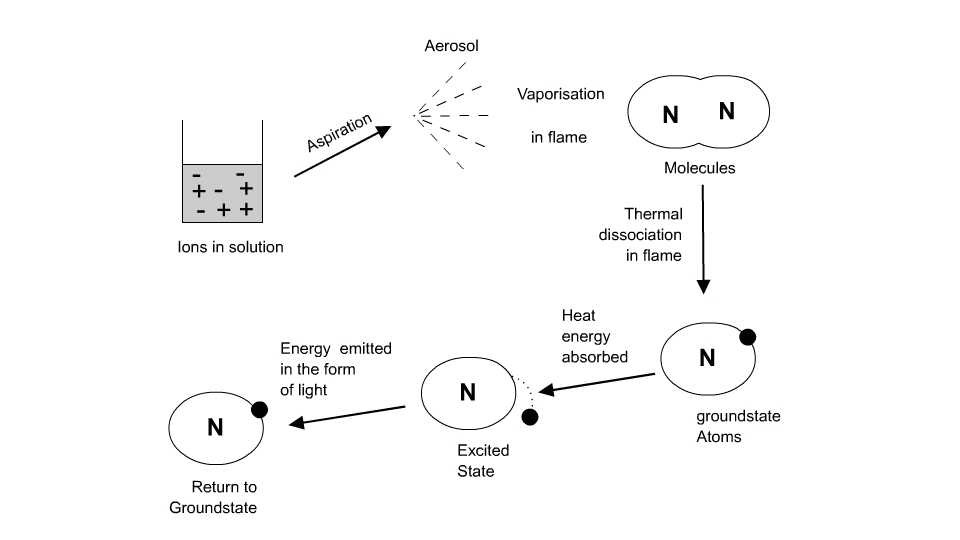 Aerosol
Aspiration
Vaporisation
in flame
N N
Molecules
- -
+ - +
- + +
Ions in solution
Thermal
dissociation
in flame
Heat
energy
absorbed
N
groundstate
Atoms
Energy emitted
in the form
of light
N
Excited
State
N
Return to
Groundstate